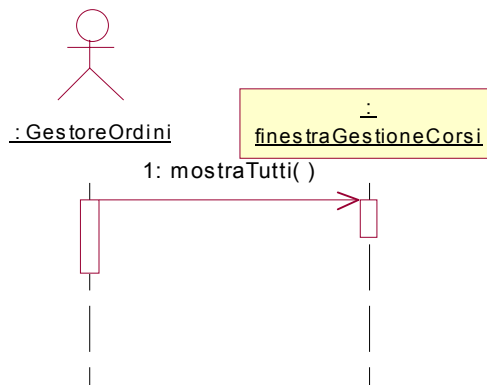 : GestoreOrdini
:
finestraGestioneCorsi
1: mostraTutti( )